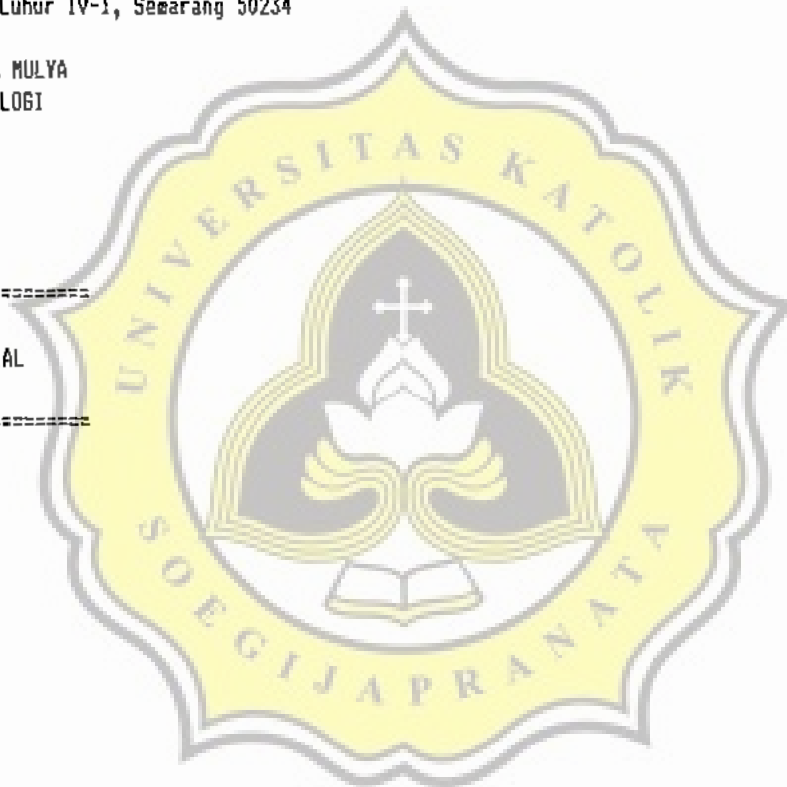 Luhur IV-1, Semarang 50234
MULYA
LOGI
========
AL
========
UNIVERSITAS KATOLIK
SOEGIJAPRANATA